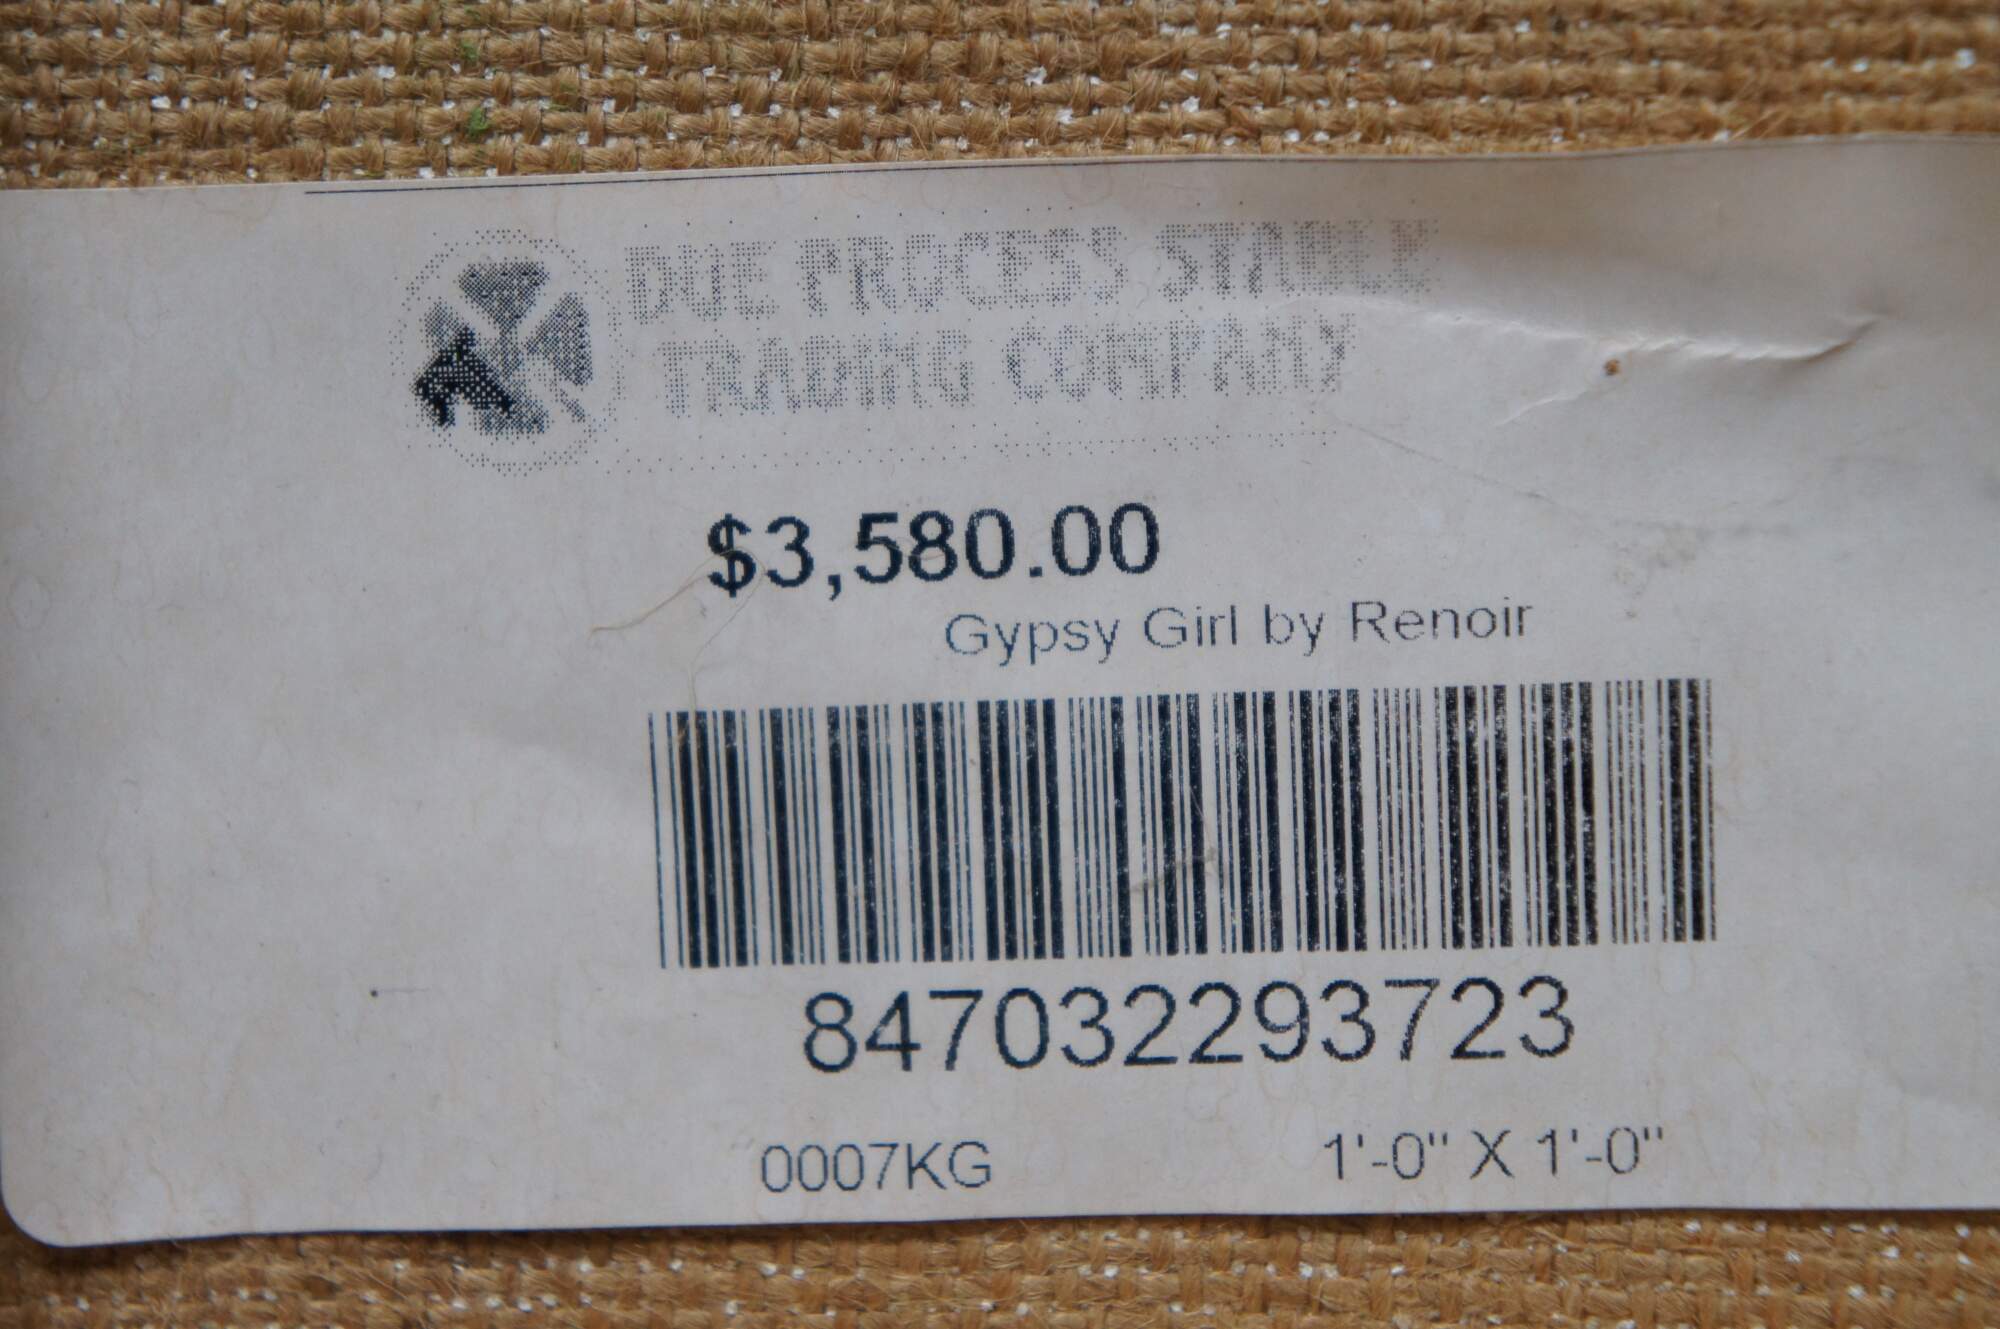 DUE PROCESS STABLE
TRADING COMPANY
$3,580.00
Gypsy Girl by Renoir
847032293723
0007KG 1'-0" X 1'-0"